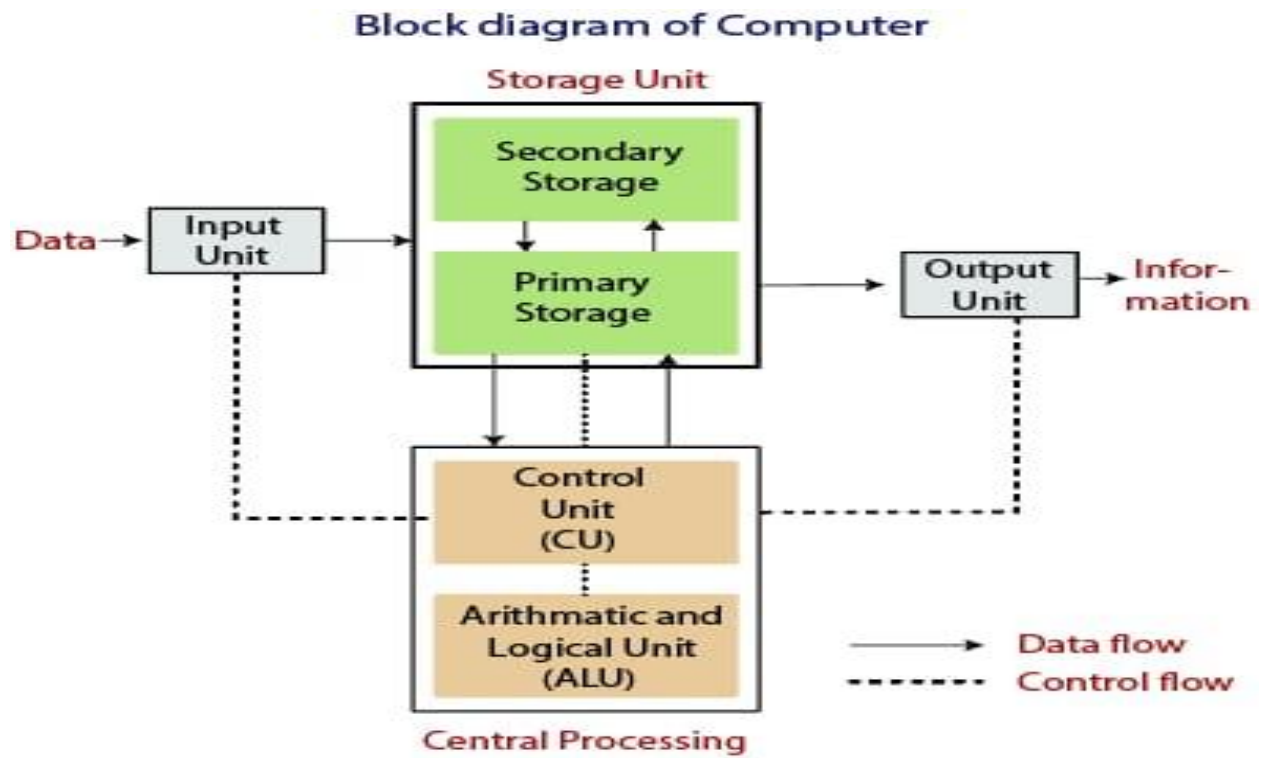 Block diagram of Computer
Storage Unit
Secondary
Storage
Data
Input
Unit
Primary
Storage
Output
Unit
Infor-
mation
Control
Unit
(CU)
Arithmatic and
Logical Unit
(ALU)
Data flow
Control flow
Central Processing